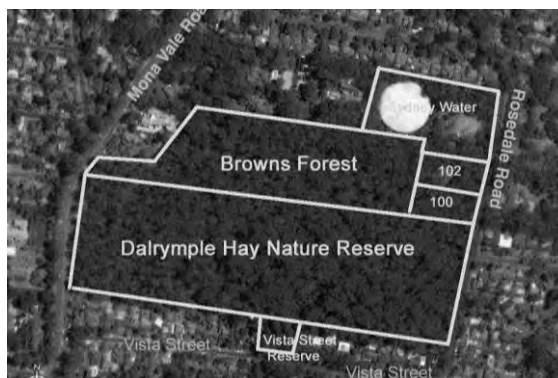 Mona Vale Road
Sydney Water
Rosedale Road
Browns Forest
102
100
Dalrymple Hay Nature Reserve
Vista Street
Vista Street
Reserve
Vista Street